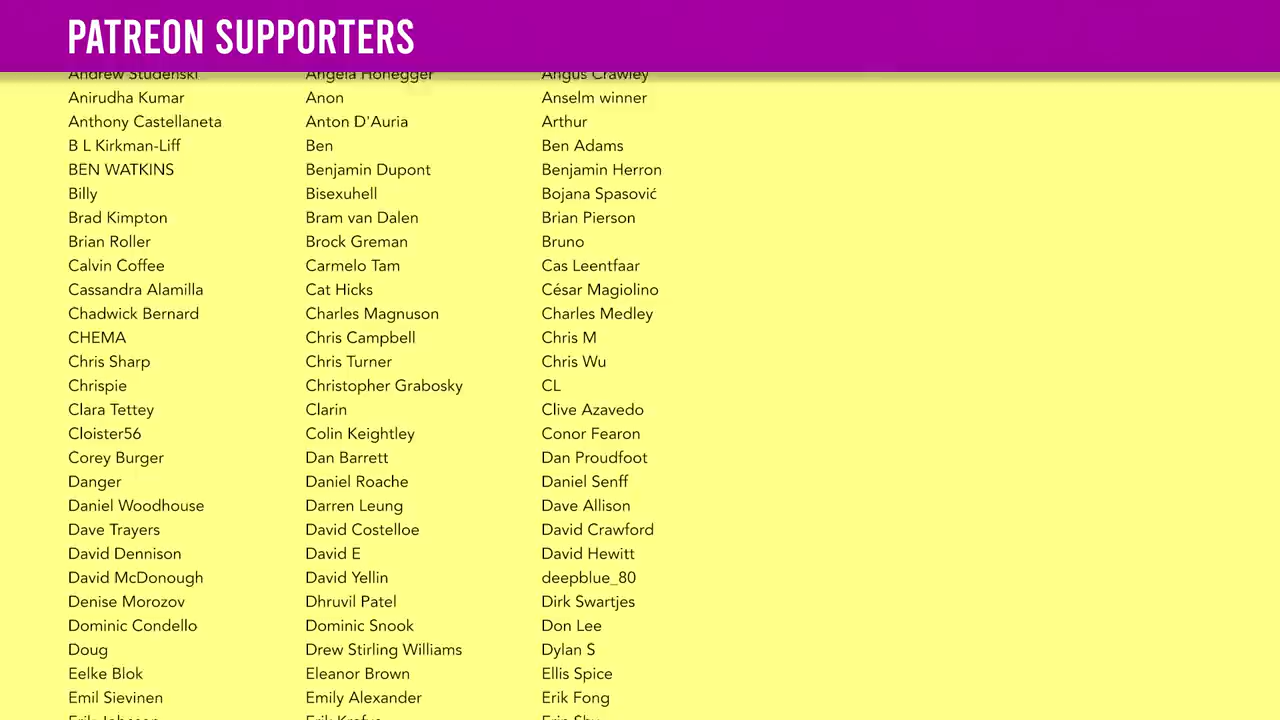 PATREON SUPPORTERS
Andrew Studenski Angela Honegger Angus Crawley
Anirudha Kumar Anon Anselm winner
Anthony Castellaneta Anton D'Auria Arthur
B L Kirkman-Liff Ben Ben Adams
BEN WATKINS Benjamin Dupont Benjamin Herron
Billy Bisexuhell Bojana Spasović
Brad Kimpton Bram van Dalen Brian Pierson
Brian Roller Brock Greman Bruno
Calvin Coffee Carmelo Tam Cas Leentfaar
Cassandra Alamilla Cat Hicks César Magiolino
Chadwick Bernard Charles Magnuson Charles Medley
CHEMA Chris Campbell Chris M
Chris Sharp Chris Turner Chris Wu
Chrispie Christopher Grabosky CL
Clara Tettey Clarin Clive Azavedo
Cloister56 Colin Keightley Conor Fearon
Corey Burger Dan Barrett Dan Proudfoot
Danger Daniel Roache Daniel Senff
Daniel Woodhouse Darren Leung Dave Allison
Dave Trayers David Costelloe David Crawford
David Dennison David E David Hewitt
David McDonough David Yellin deepblue_80
Denise Morozov Dhruvil Patel Dirk Swartjes
Dominic Condello Dominic Snook Don Lee
Doug Drew Stirling Williams Dylan S
Eelke Blok Eleanor Brown Ellis Spice
Emil Sievinen Emily Alexander Erik Fong